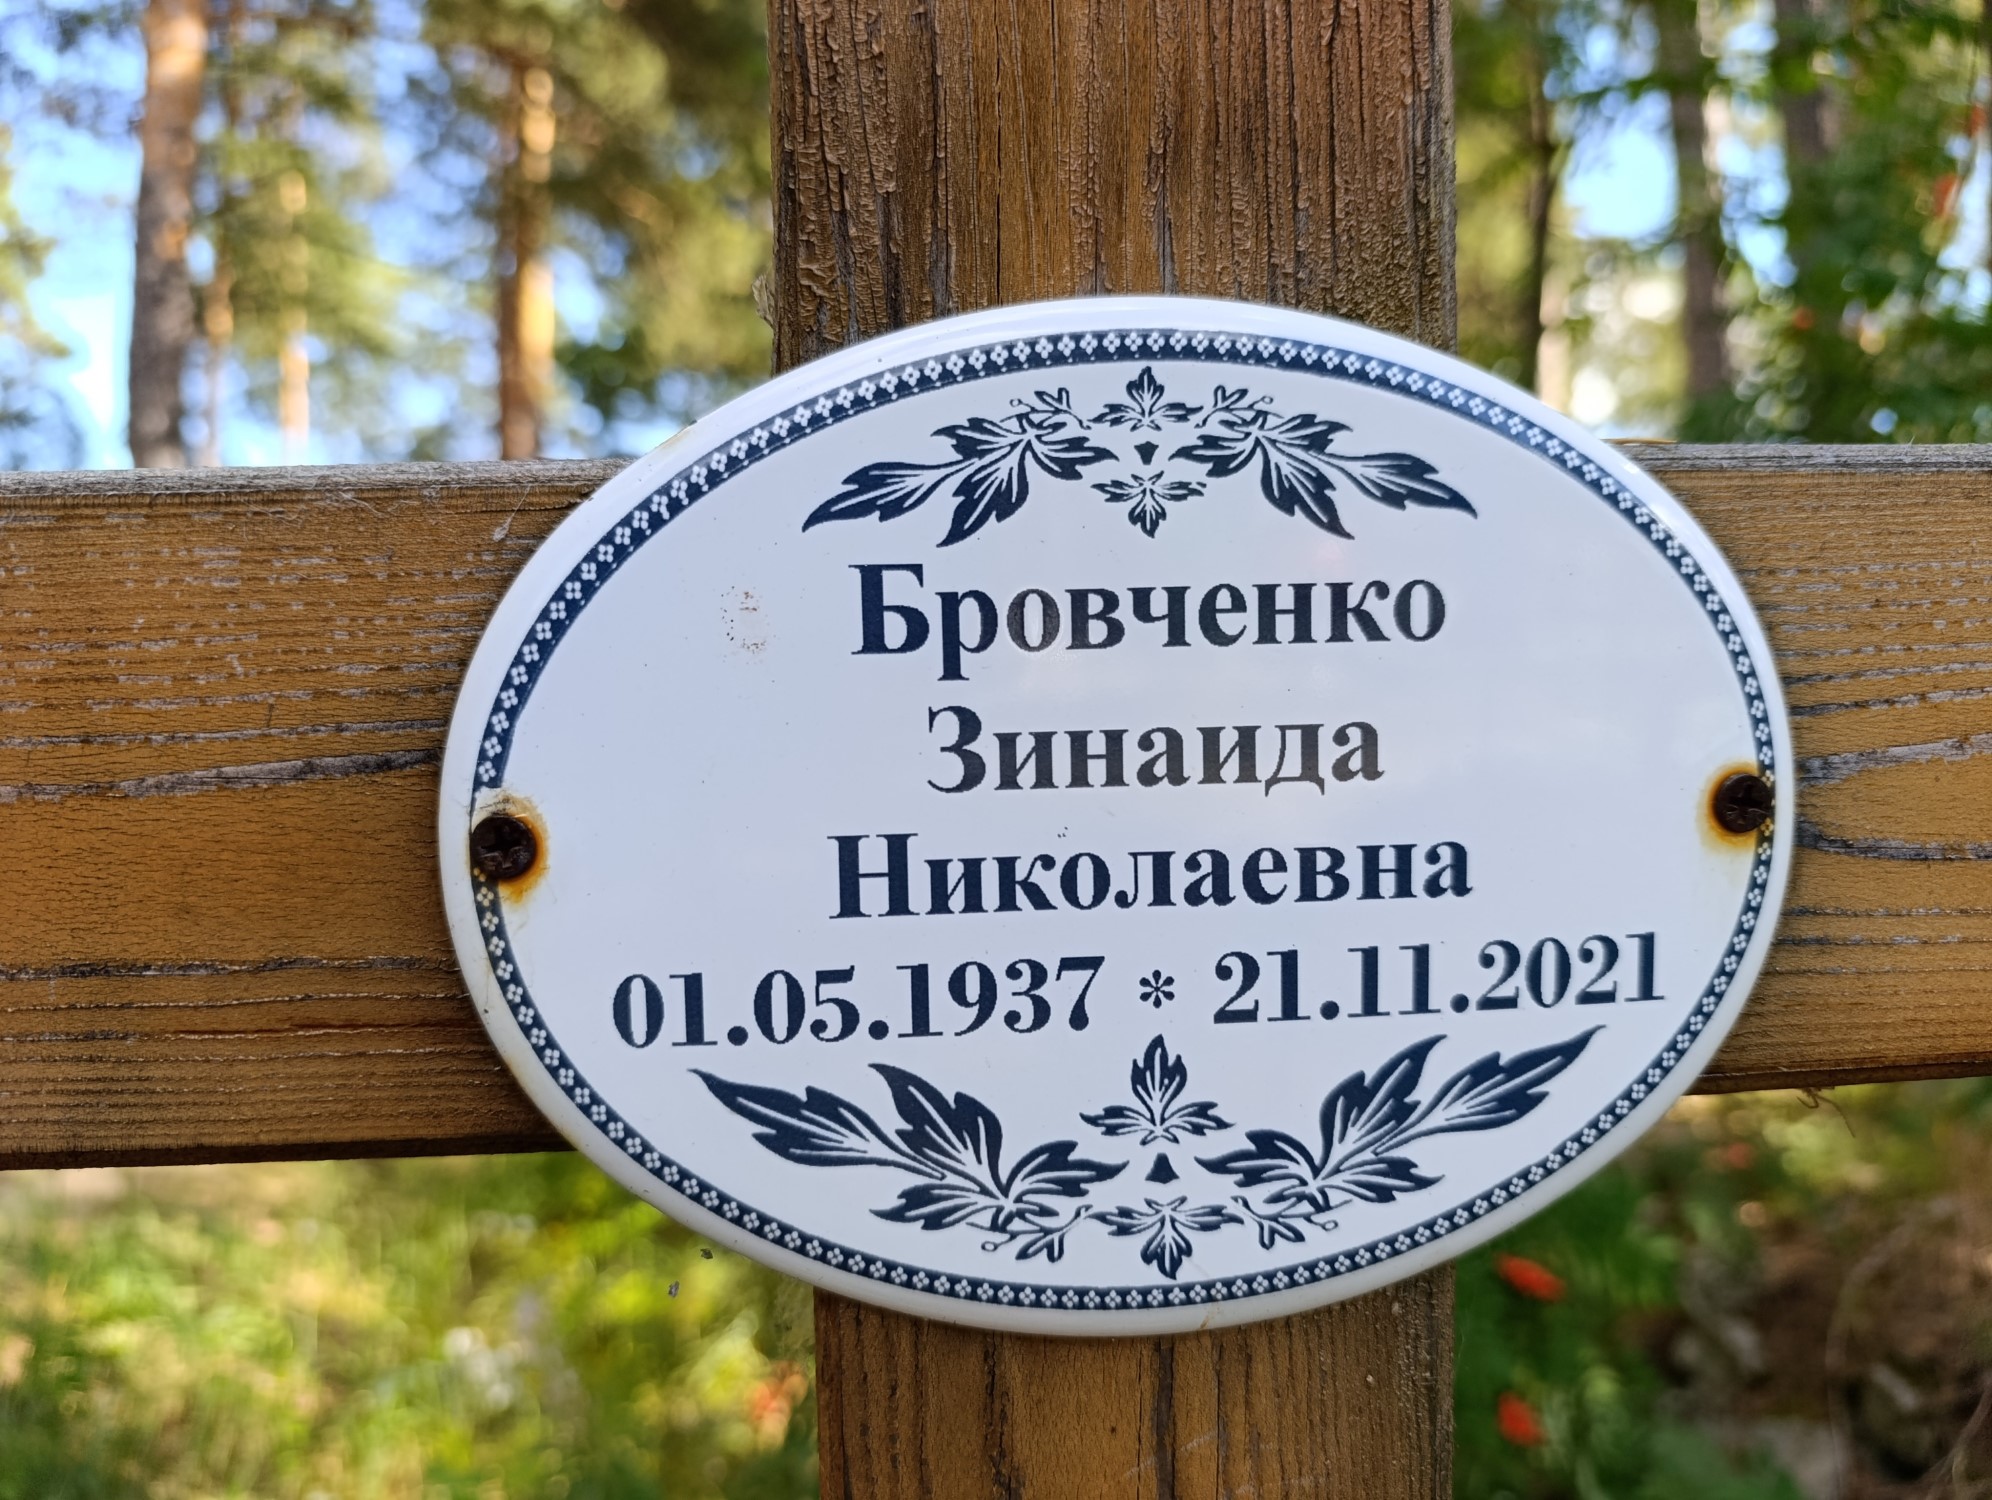 Бровченко
Зинаида
Николаевна
01.05.1937 * 21.11.2021